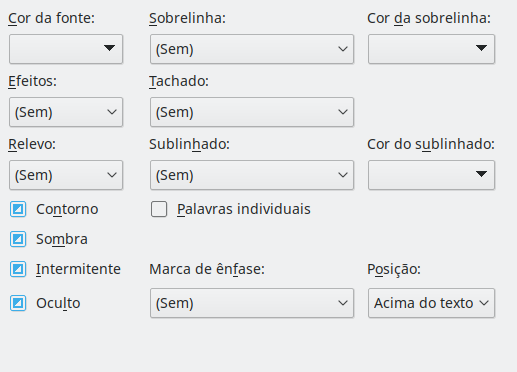 Cor da fonte: Sobrelinha: Cor da sobrelinha:
(Sem)
Efeitos: Tachado:
(Sem) (Sem)
Relevo: Sublinhado: Cor do sublinhado:
(Sem) (Sem)
Contorno Palavras individuais
Sombra
Intermitente Marca de ênfase: Posição:
Oculto (Sem) Acima do texto